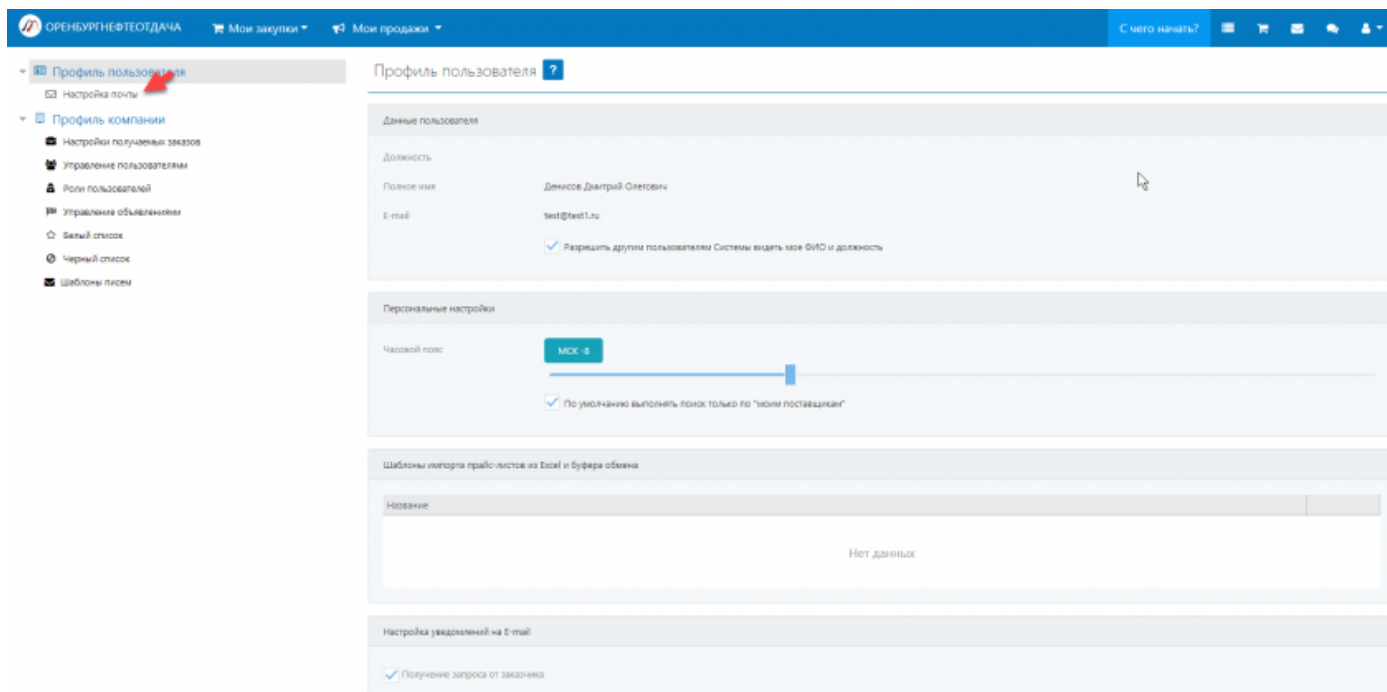 ОРЕНБУРГНЕФТЕОТДАЧА Мои закупки Мои продажи С чего начать?
Профиль пользователя
Настройка почты
Профиль компании
Настройки получаемых заказов
Управление пользователями
Роли пользователей
Управление объявлениями
Белый список
Черный список
Шаблоны писем
Профиль пользователя ?
Данные пользователя
Должность
Полное имя Денисов Дмитрий Олегович
E-mail test@test1.ru
Разрешить другим пользователям Системы видеть мое ФИО и должность
Персональные настройки
Часовой пояс МСК -8
По умолчанию выполнять поиск только по "моим поставщикам"
Шаблоны импорта прайс-листов из Excel и буфера обмена
Название
Нет данных
Настройка уведомлений на E-mail
Получение запроса от заказчика